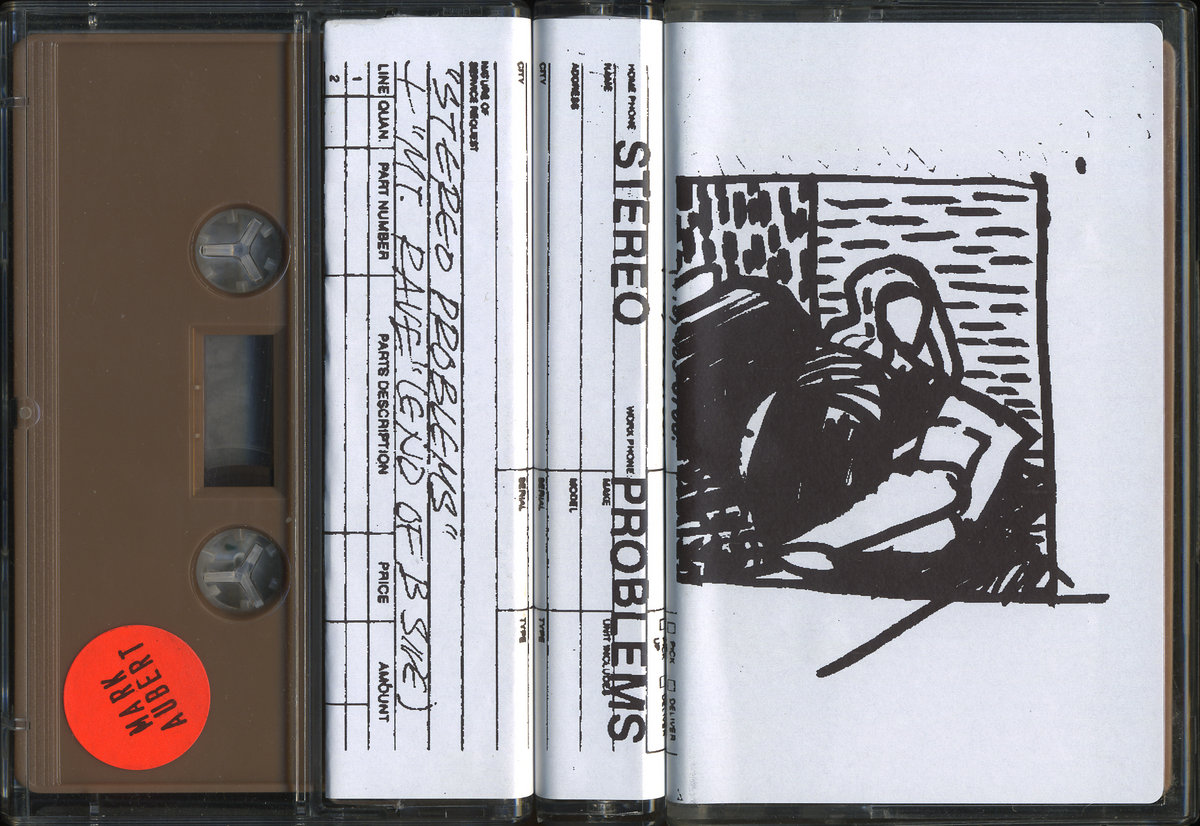 MARK
AUBERT
NATURE OF
SERVICE REQUEST
"STEREO PROBLEMS"
+ "MT. DAVE" (END OF B SIDE)
LINE QUAN. PART NUMBER PARTS DESCRIPTION PRICE AMOUNT
1
2
HOME PHONE WORK PHONE
STEREO PROBLEMS
NAME MAKE UNIT INCLUDES
ADDRESS MODEL
CITY SERIAL TYPE
CITY SERIAL TYPE
PICK
UP
DELIVER